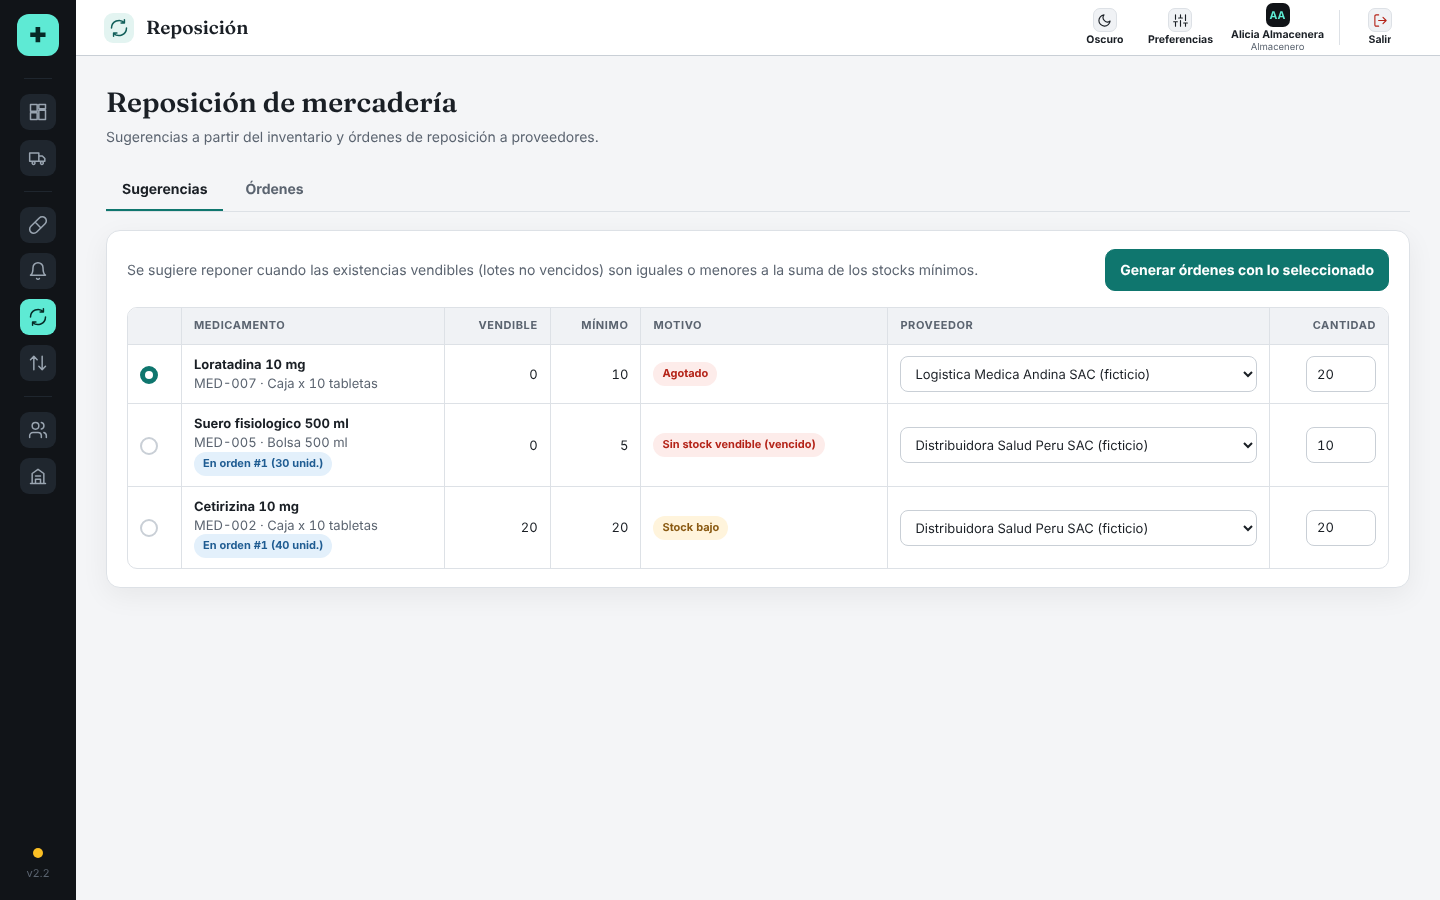 Reposición
Oscuro
Preferencias
AA
Alicia Almacenera
Almacenero
Salir
Reposición de mercadería
Sugerencias a partir del inventario y órdenes de reposición a proveedores.
Sugerencias
Órdenes
Se sugiere reponer cuando las existencias vendibles (lotes no vencidos) son iguales o menores a la suma de los stocks mínimos.
Generar órdenes con lo seleccionado
MEDICAMENTO VENDIBLE MÍNIMO MOTIVO PROVEEDOR CANTIDAD
Loratadina 10 mg
MED-007 · Caja x 10 tabletas
0 10 Agotado Logistica Medica Andina SAC (ficticio) 20
Suero fisiologico 500 ml
MED-005 · Bolsa 500 ml
En orden #1 (30 unid.)
0 5 Sin stock vendible (vencido) Distribuidora Salud Peru SAC (ficticio) 10
Cetirizina 10 mg
MED-002 · Caja x 10 tabletas
En orden #1 (40 unid.)
20 20 Stock bajo Distribuidora Salud Peru SAC (ficticio) 20
v2.2